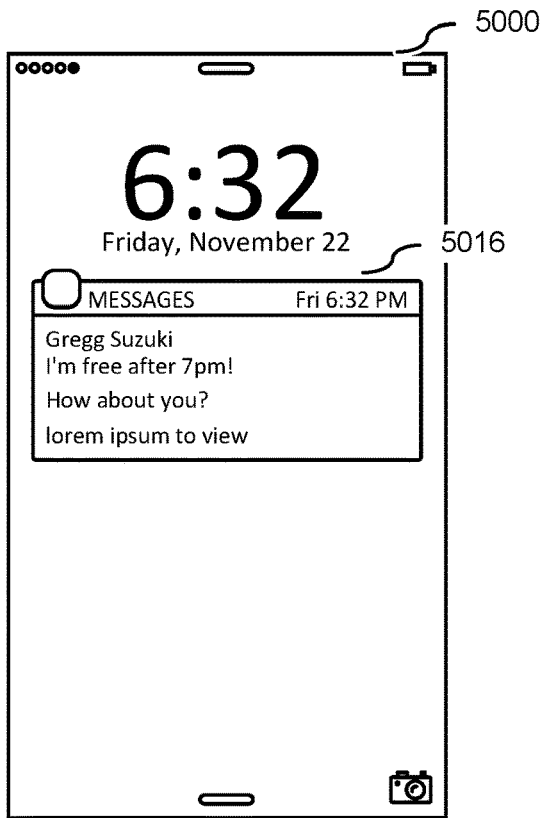 5000
6:32
Friday, November 22
5016
MESSAGES Fri 6:32 PM
Gregg Suzuki
I'm free after 7pm!
How about you?
lorem ipsum to view